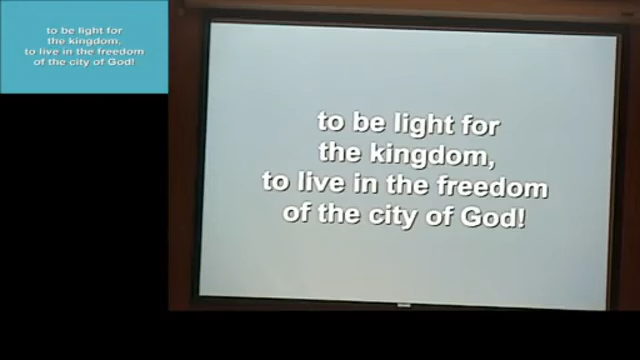 to be light for
the kingdom,
to live in the freedom
of the city of God!
to be light for
the kingdom,
to live in the freedom
of the city of God!